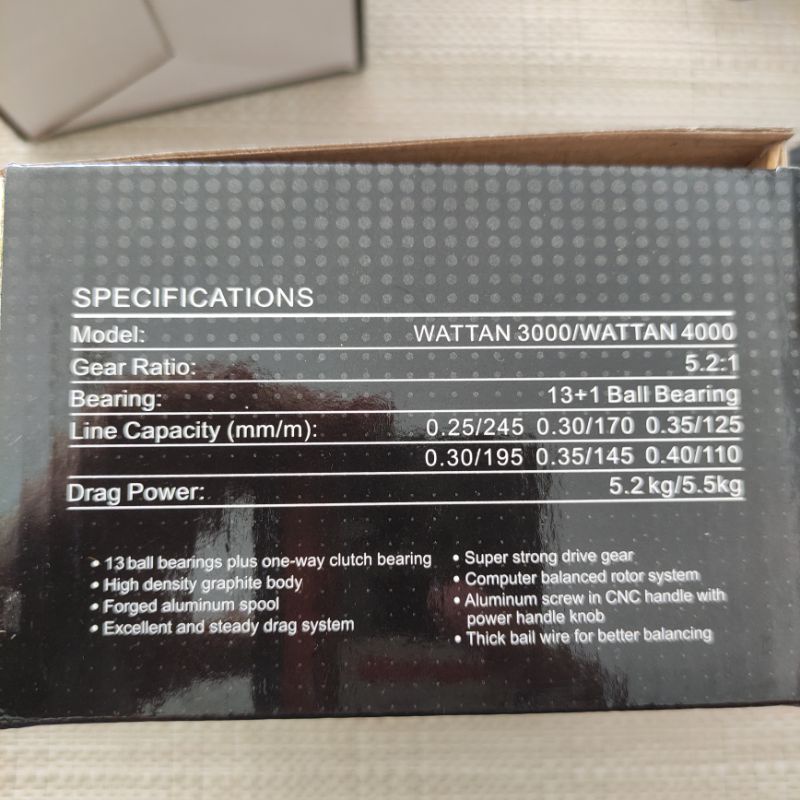 SPECIFICATIONS
Model: WATTAN 3000/WATTAN 4000
Gear Ratio: 5.2:1
Bearing: 13+1 Ball Bearing
Line Capacity (mm/m): 0.25/245 0.30/170 0.35/125
0.30/195 0.35/145 0.40/110
Drag Power: 5.2kg/5.5kg
• 13 ball bearings plus one-way clutch bearing
• High density graphite body
• Forged aluminum spool
• Excellent and steady drag system
• Super strong drive gear
• Computer balanced rotor system
• Aluminum screw in CNC handle with
power handle knob
• Thick bail wire for better balancing